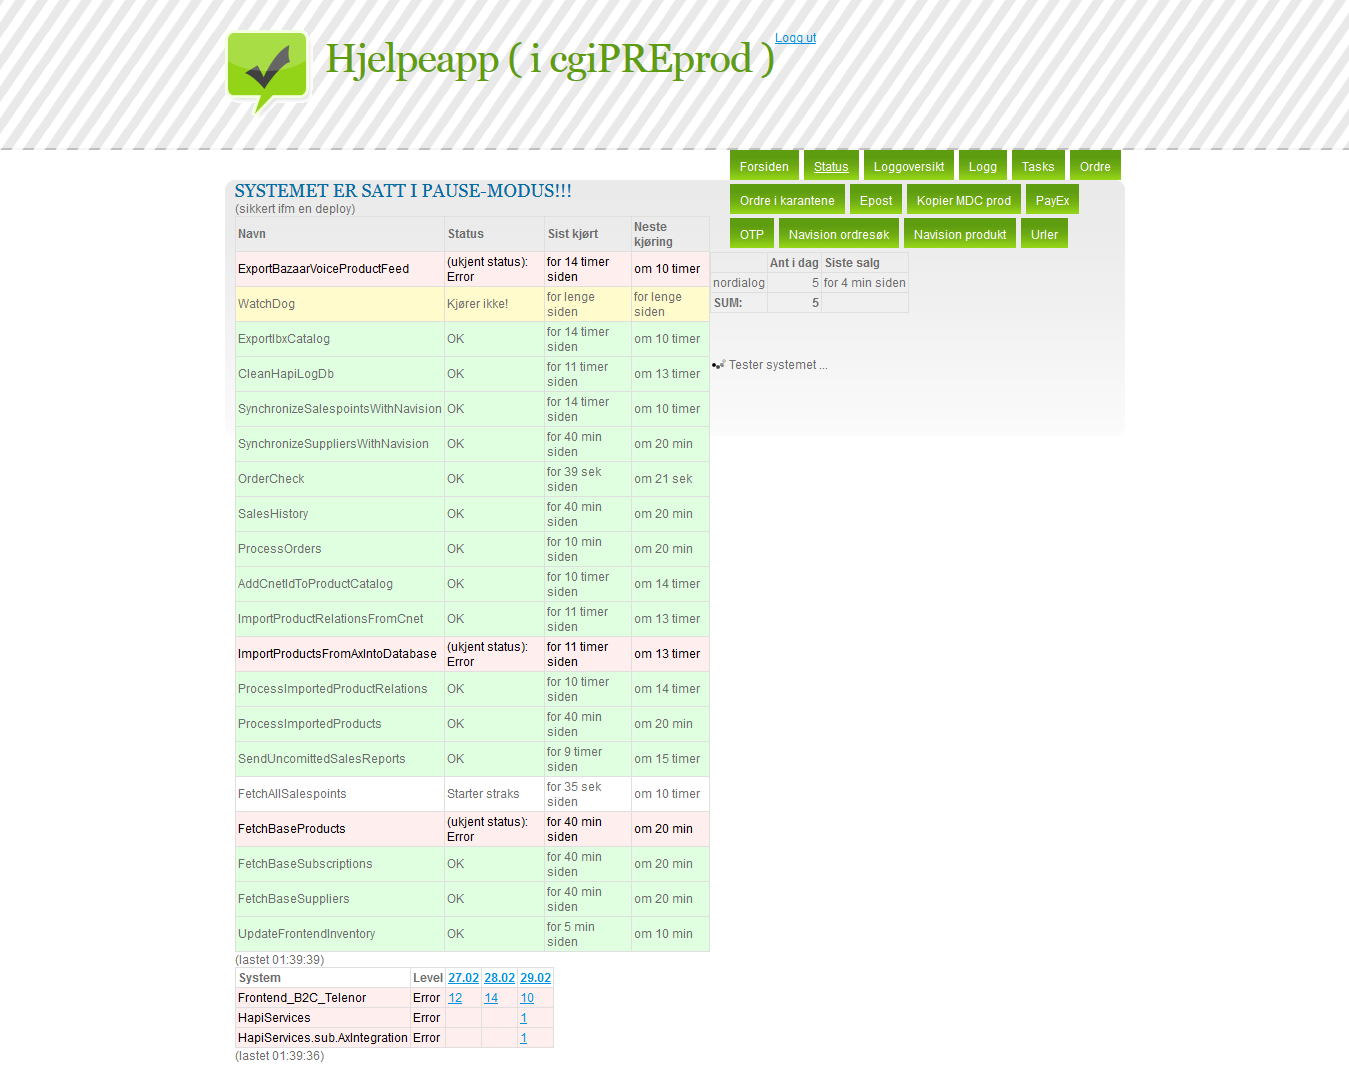 Hjelpeapp ( i cgiPREprod )
Logg ut
Forsiden Status Loggoversikt Logg Tasks Ordre
Ordre i karantene Epost Kopier MDC prod PayEx
OTP Navision ordresøk Navision produkt Urler
SYSTEMET ER SATT I PAUSE-MODUS!!!
(sikkert ifm en deploy)
Navn Status Sist kjørt Neste kjøring
ExportBazaarVoiceProductFeed (ukjent status): Error for 14 timer siden om 10 timer
WatchDog Kjører ikke! for lenge siden for lenge siden
ExportIbxCatalog OK for 14 timer siden om 10 timer
CleanHapiLogDb OK for 11 timer siden om 13 timer
SynchronizeSalespointsWithNavision OK for 14 timer siden om 10 timer
SynchronizeSuppliersWithNavision OK for 40 min siden om 20 min
OrderCheck OK for 39 sek siden om 21 sek
SalesHistory OK for 40 min siden om 20 min
ProcessOrders OK for 10 min siden om 20 min
AddCnetIdToProductCatalog OK for 10 timer siden om 14 timer
ImportProductRelationsFromCnet OK for 11 timer siden om 13 timer
ImportProductsFromAxIntoDatabase (ukjent status): Error for 11 timer siden om 13 timer
ProcessImportedProductRelations OK for 10 timer siden om 14 timer
ProcessImportedProducts OK for 40 min siden om 20 min
SendUncomittedSalesReports OK for 9 timer siden om 15 timer
FetchAllSalespoints Starter straks for 35 sek siden om 10 timer
FetchBaseProducts (ukjent status): Error for 40 min siden om 20 min
FetchBaseSubscriptions OK for 40 min siden om 20 min
FetchBaseSuppliers OK for 40 min siden om 20 min
UpdateFrontendInventory OK for 5 min siden om 10 min
(lastet 01:39:39)
System Level 27.02 28.02 29.02
Frontend_B2C_Telenor Error 12 14 10
HapiServices Error 1
HapiServices.sub.AxIntegration Error 1
(lastet 01:39:36)
Ant i dag Siste salg
nordialog 5 for 4 min siden
SUM: 5
Tester systemet ...